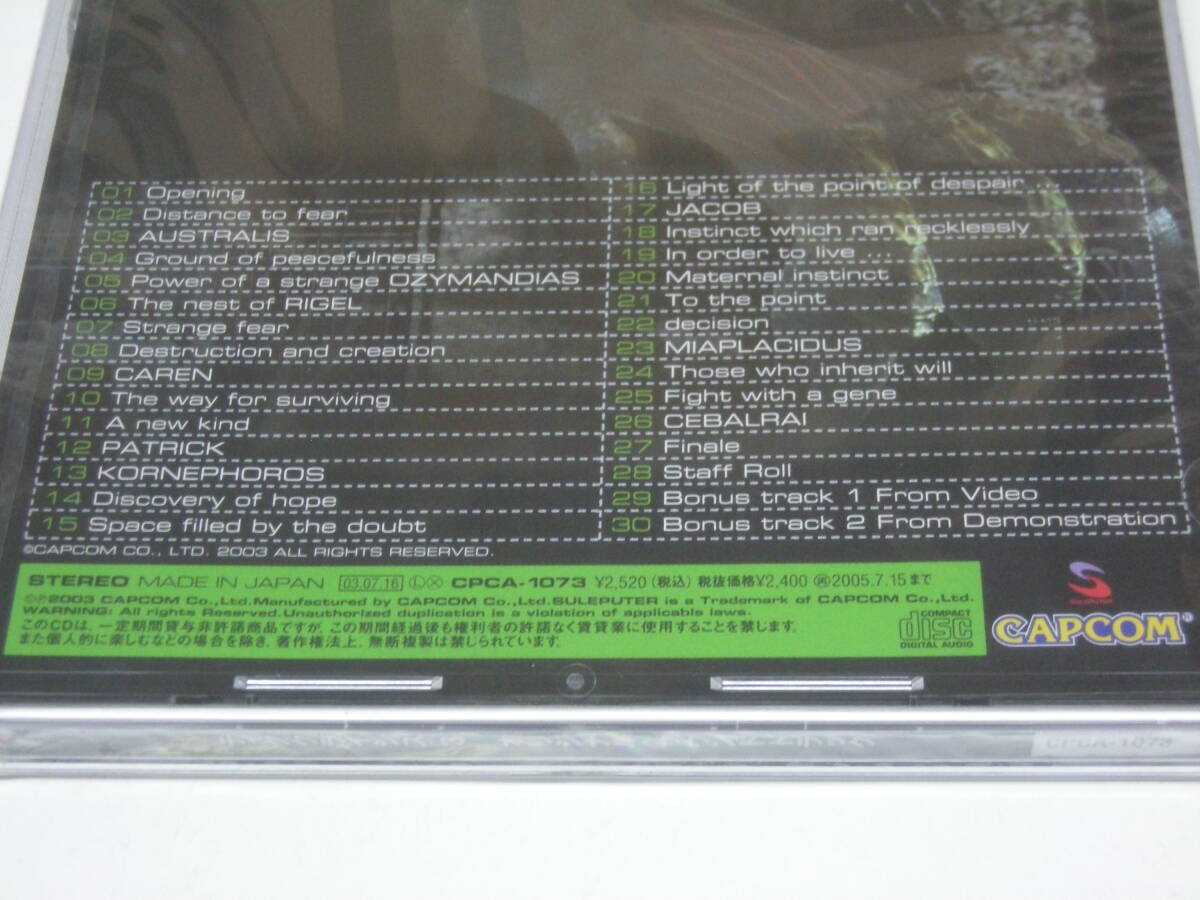 01 Opening
02 Distance to fear
03 AUSTRALIS
04 Ground of peacefulness
05 Power of a strange OZYMANDIAS
06 The nest of RIGEL
07 Strange fear
08 Destruction and creation
09 CAREN
10 The way for surviving
11 A new kind
12 PATRICK
13 KORNEPHOROS
14 Discovery of hope
15 Space filled by the doubt
16 Light of the point of despair ...
17 JACOB
18 Instinct which ran recklessly
19 In order to live ...
20 Maternal instinct
21 To the point
22 decision
23 MIAPLACIDUS
24 Those who inherit will
25 Fight with a gene
26 CEBALRAI
27 Finale
28 Staff Roll
29 Bonus track 1 From Video
30 Bonus track 2 From Demonstration
©CAPCOM CO., LTD. 2003 ALL RIGHTS RESERVED.
STEREO MADE IN JAPAN 03.07.16 Ⓛ CPCA-1073 ¥2,520(税込) 税抜価格¥2,400 2005.7.15まで
©℗2003 CAPCOM Co.,Ltd.Manufactured by CAPCOM Co.,Ltd.SULEPUTER is a Trademark of CAPCOM Co.,Ltd.
WARNING: All rights Reserved.Unauthorized duplication is a violation of applicable laws.
このCDは、一定期間貸与非許諾商品ですが、この期間経過後も権利者の許諾なく賃貸業に使用することを禁じます。
また個人的に楽しむなどの場合を除き、著作権法上、無断複製は禁じられています。
COMPACT
disc
DIGITAL AUDIO
SULEPUTER
CAPCOM®
CPCA-1073